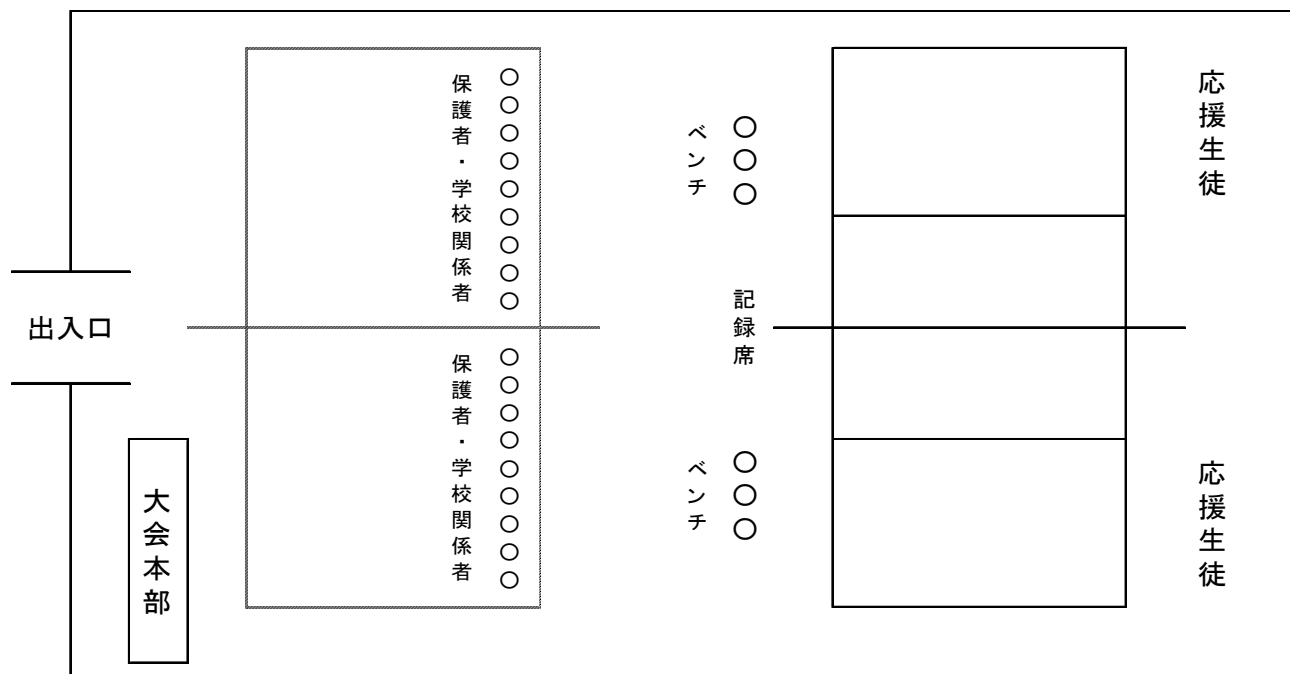 保護者・学校関係者
ベンチ
応援生徒
出入口
記録席
保護者・学校関係者
ベンチ
応援生徒
大会本部